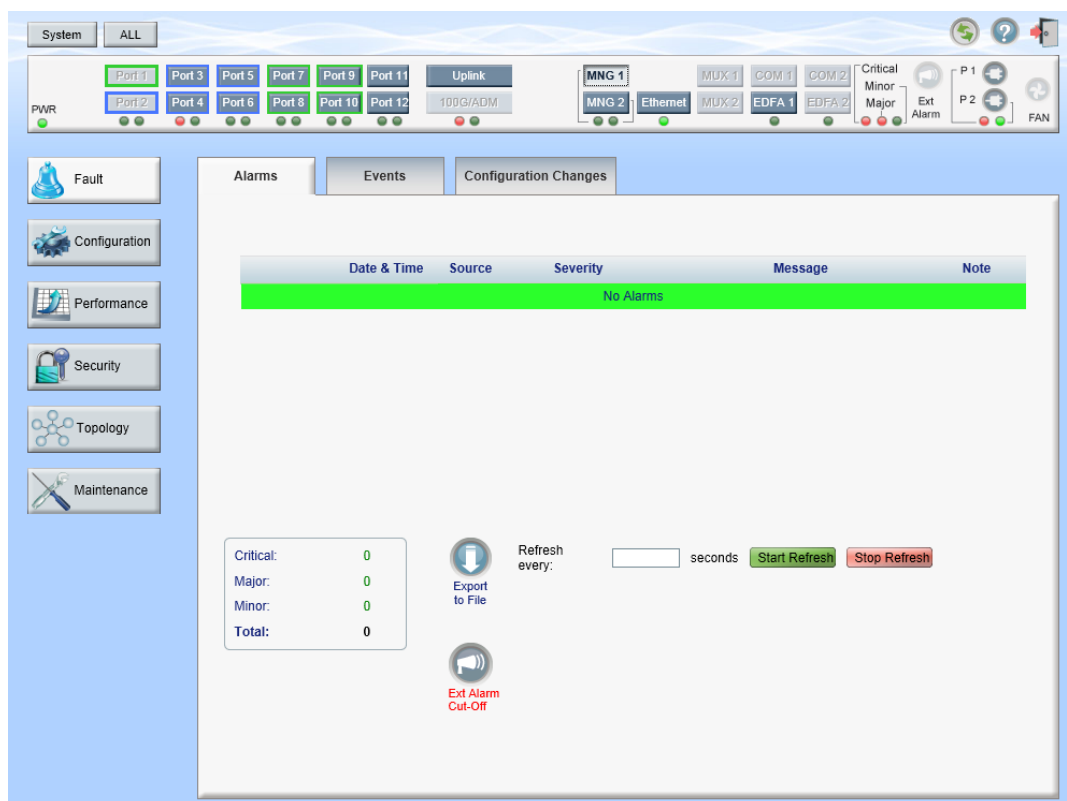 System ALL
Port 1 Port 3 Port 5 Port 7 Port 9 Port 11 Uplink MNG 1 MUX 1 COM 1 COM 2 Critical P 1
Minor
PWR Port 2 Port 4 Port 6 Port 8 Port 10 Port 12 100G/ADM MNG 2 Ethernet MUX 2 EDFA 1 EDFA 2 Major Ext Alarm P 2 FAN
Fault
Configuration
Performance
Security
Topology
Maintenance
Alarms Events Configuration Changes
Date & Time Source Severity Message Note
No Alarms
Critical: 0
Major: 0
Minor: 0
Total: 0
Export
to File
Refresh
every: seconds Start Refresh Stop Refresh
Ext Alarm
Cut-Off